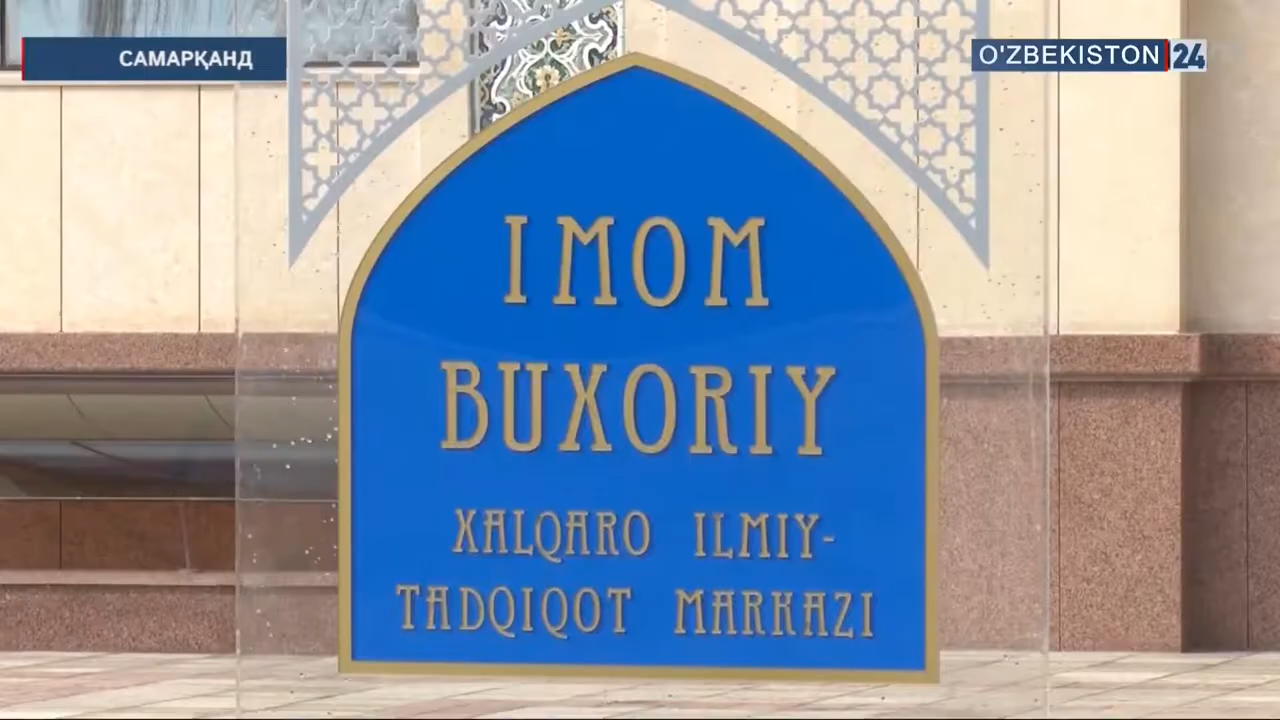 САМАРҚАНД
O'ZBEKISTON 24
IMOM
BUXORIY
XALQARO ILMIY-
TADQIQOT MARKAZI